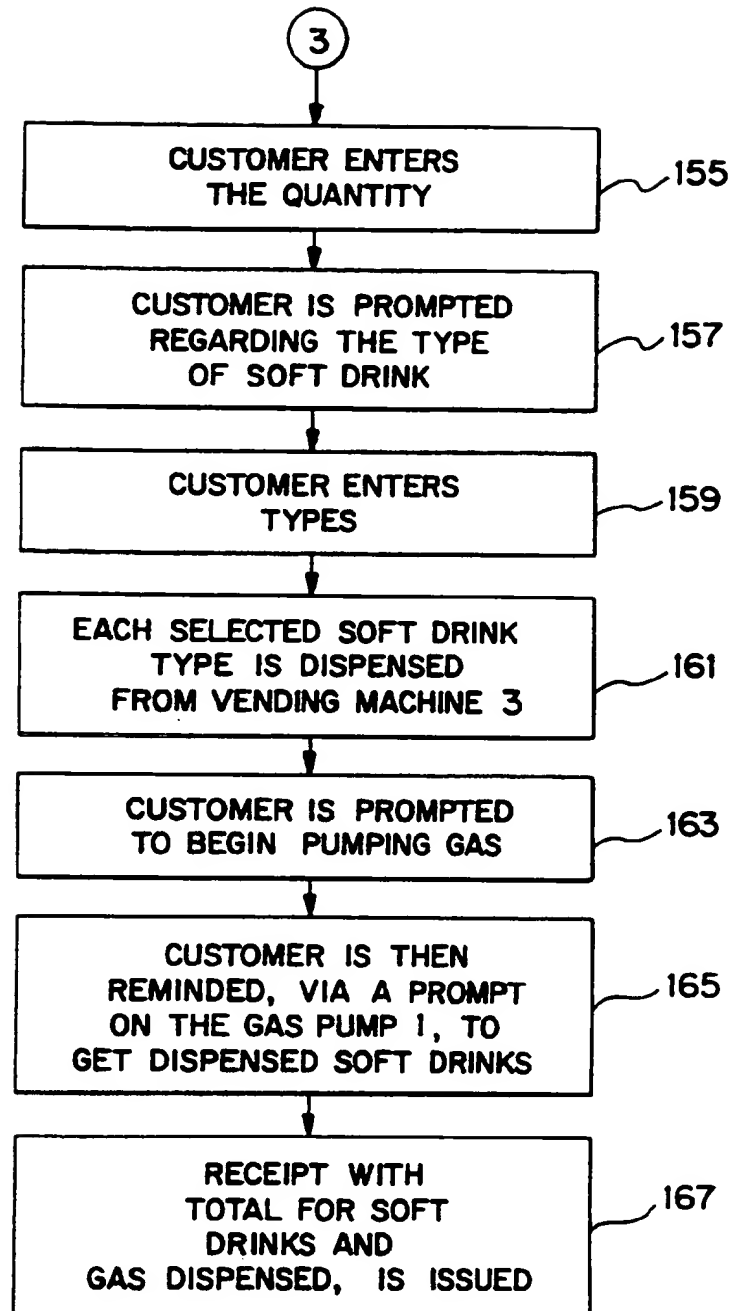 3
CUSTOMER ENTERS
THE QUANTITY
155
CUSTOMER IS PROMPTED
REGARDING THE TYPE
OF SOFT DRINK
157
CUSTOMER ENTERS
TYPES
159
EACH SELECTED SOFT DRINK
TYPE IS DISPENSED
FROM VENDING MACHINE 3
161
CUSTOMER IS PROMPTED
TO BEGIN PUMPING GAS
163
CUSTOMER IS THEN
REMINDED, VIA A PROMPT
ON THE GAS PUMP 1, TO
GET DISPENSED SOFT DRINKS
165
RECEIPT WITH
TOTAL FOR SOFT
DRINKS AND
GAS DISPENSED, IS ISSUED
167